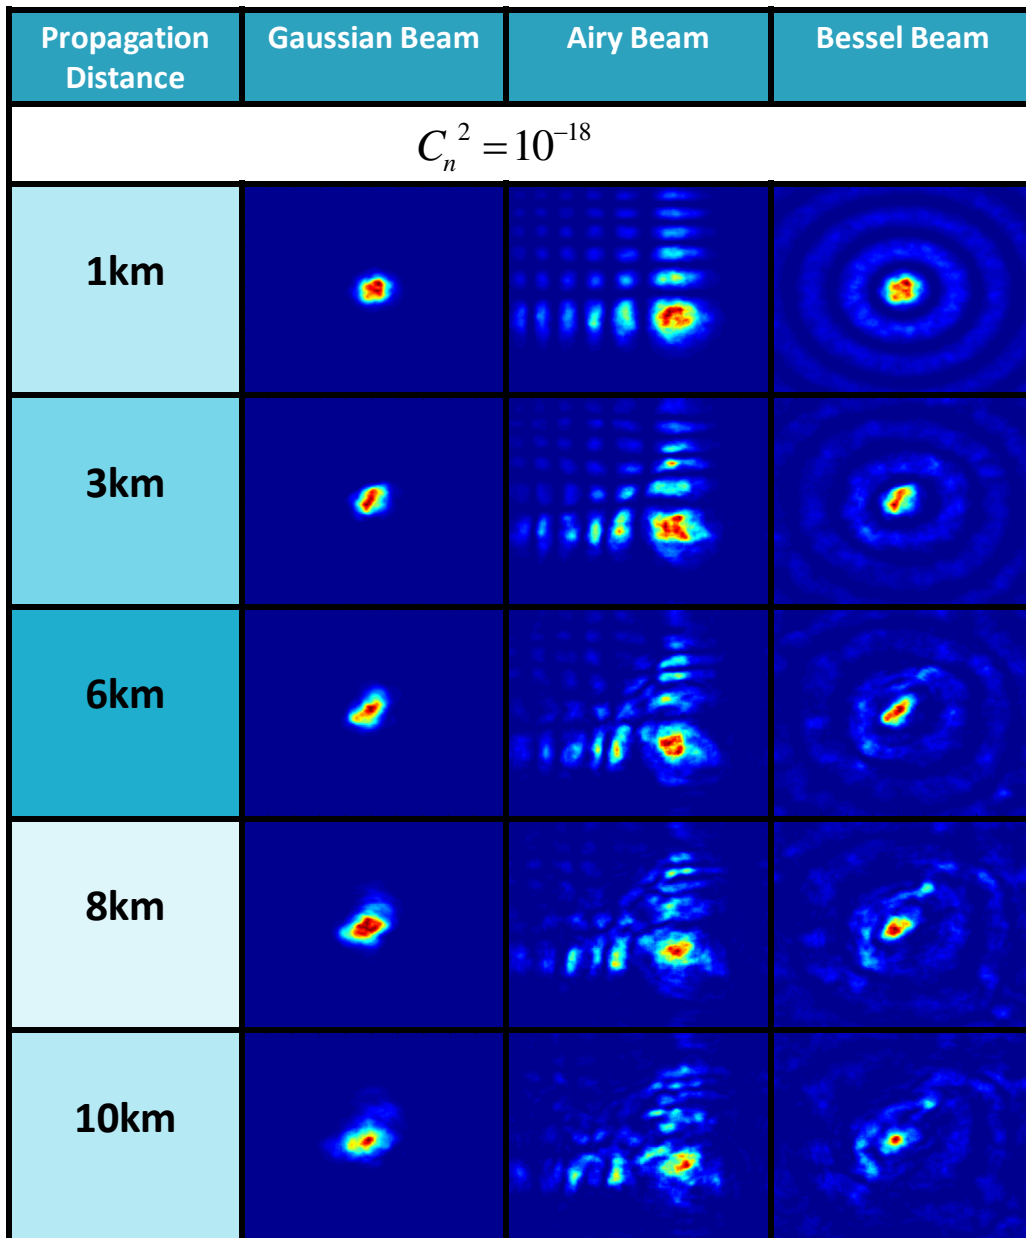 Propagation Distance Gaussian Beam Airy Beam Bessel Beam
C_n^2 = 10^{-18}
1km
3km
6km
8km
10km